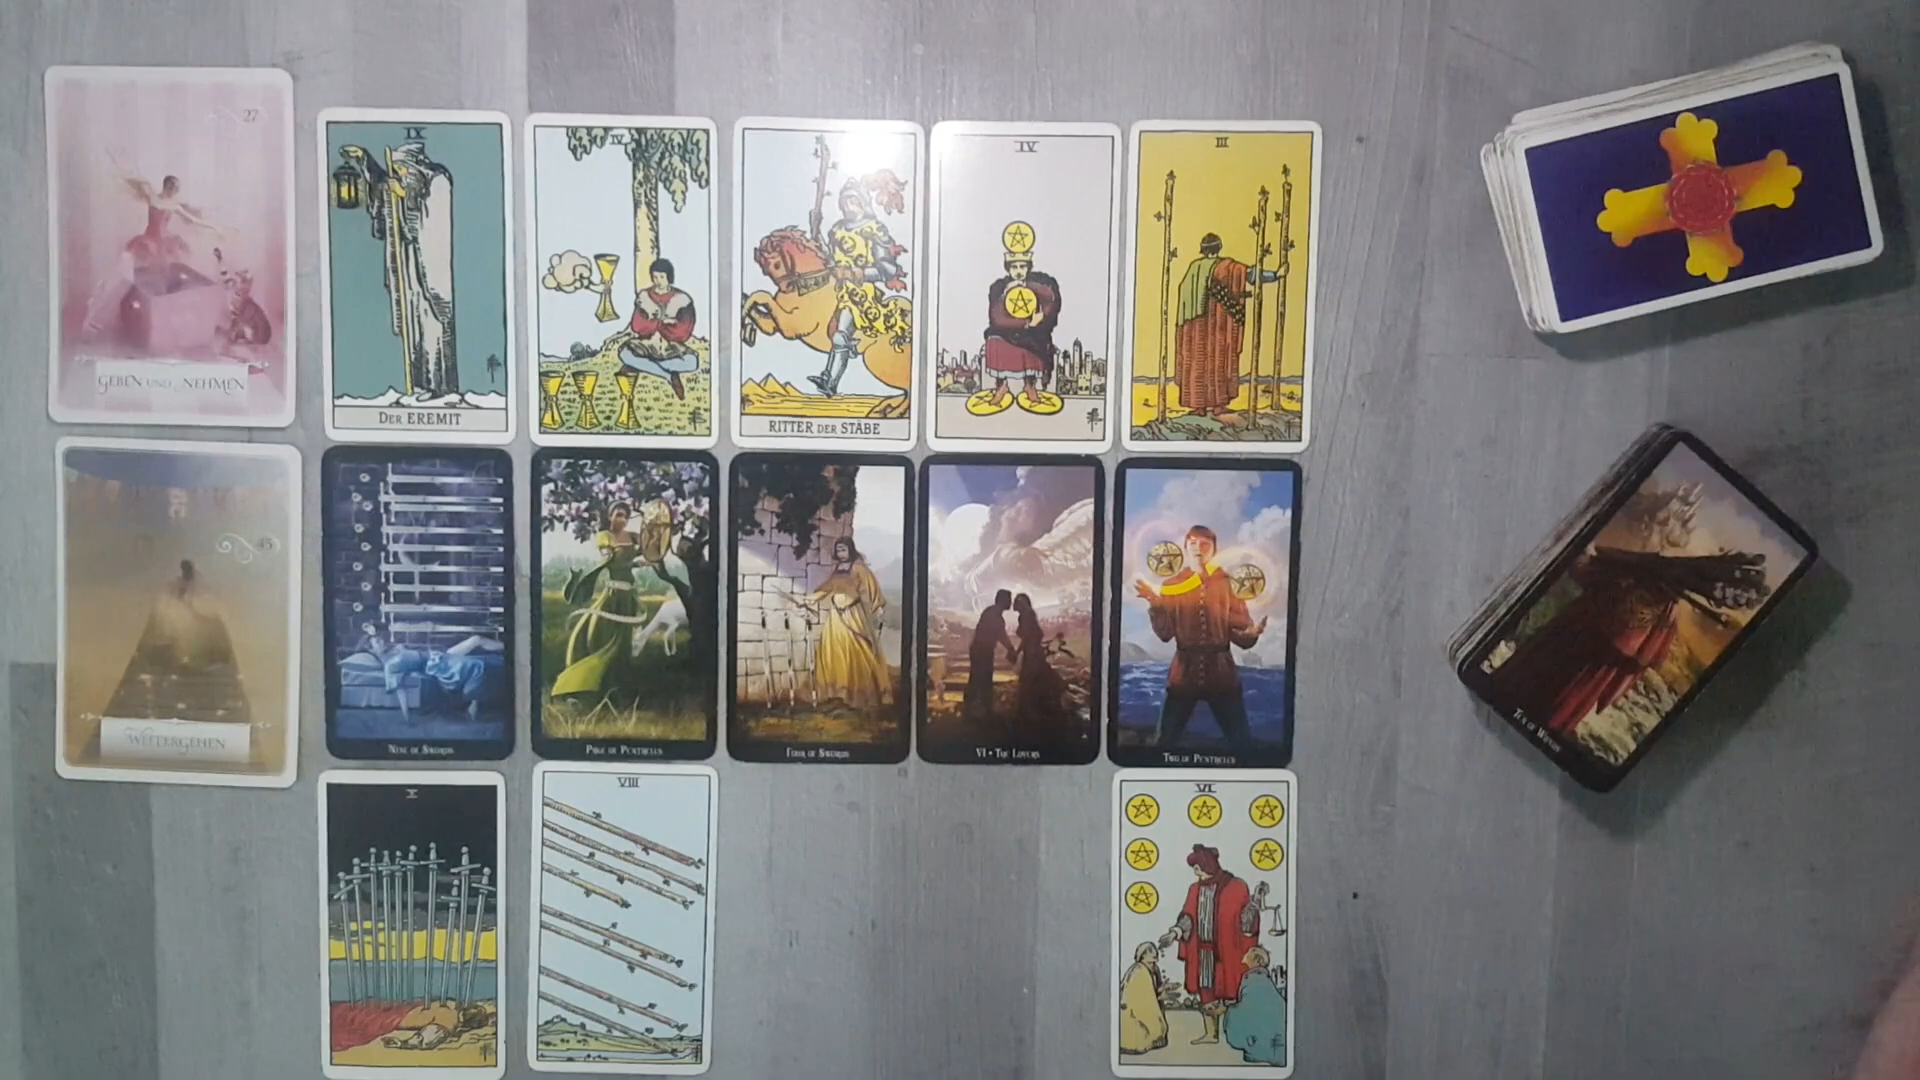 27
GEBEN UND NEHMEN
IX
DER EREMIT
IV
RITTER DER STÄBE
IV
III
45
WEITERGEHEN
NINE OF SWORDS
PAGE OF PENTACLES
FOUR OF SWORDS
VI • THE LOVERS
TWO OF PENTACLES
TEN OF WANDS
X
VIII
VI